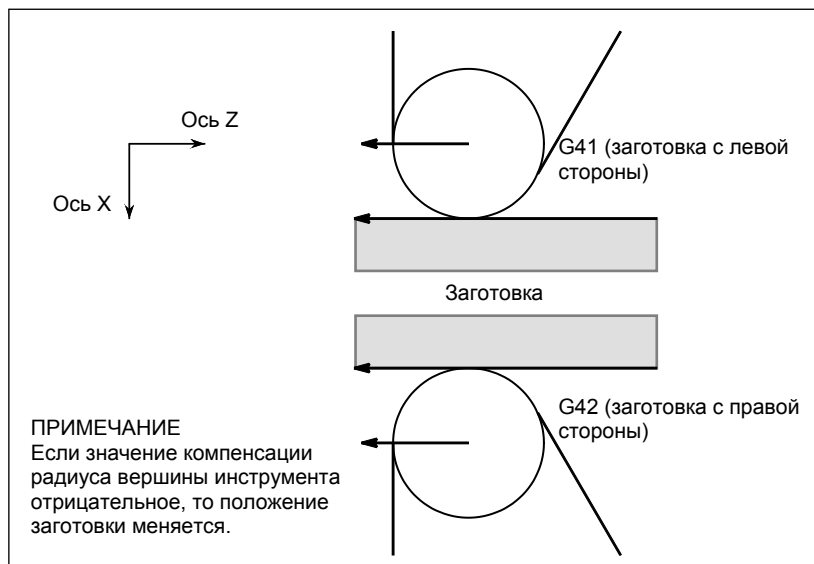 Ось Z
Ось X
G41 (заготовка с левой
стороны)
Заготовка
G42 (заготовка с правой
стороны)
ПРИМЕЧАНИЕ
Если значение компенсации
радиуса вершины инструмента
отрицательное, то положение
заготовки меняется.